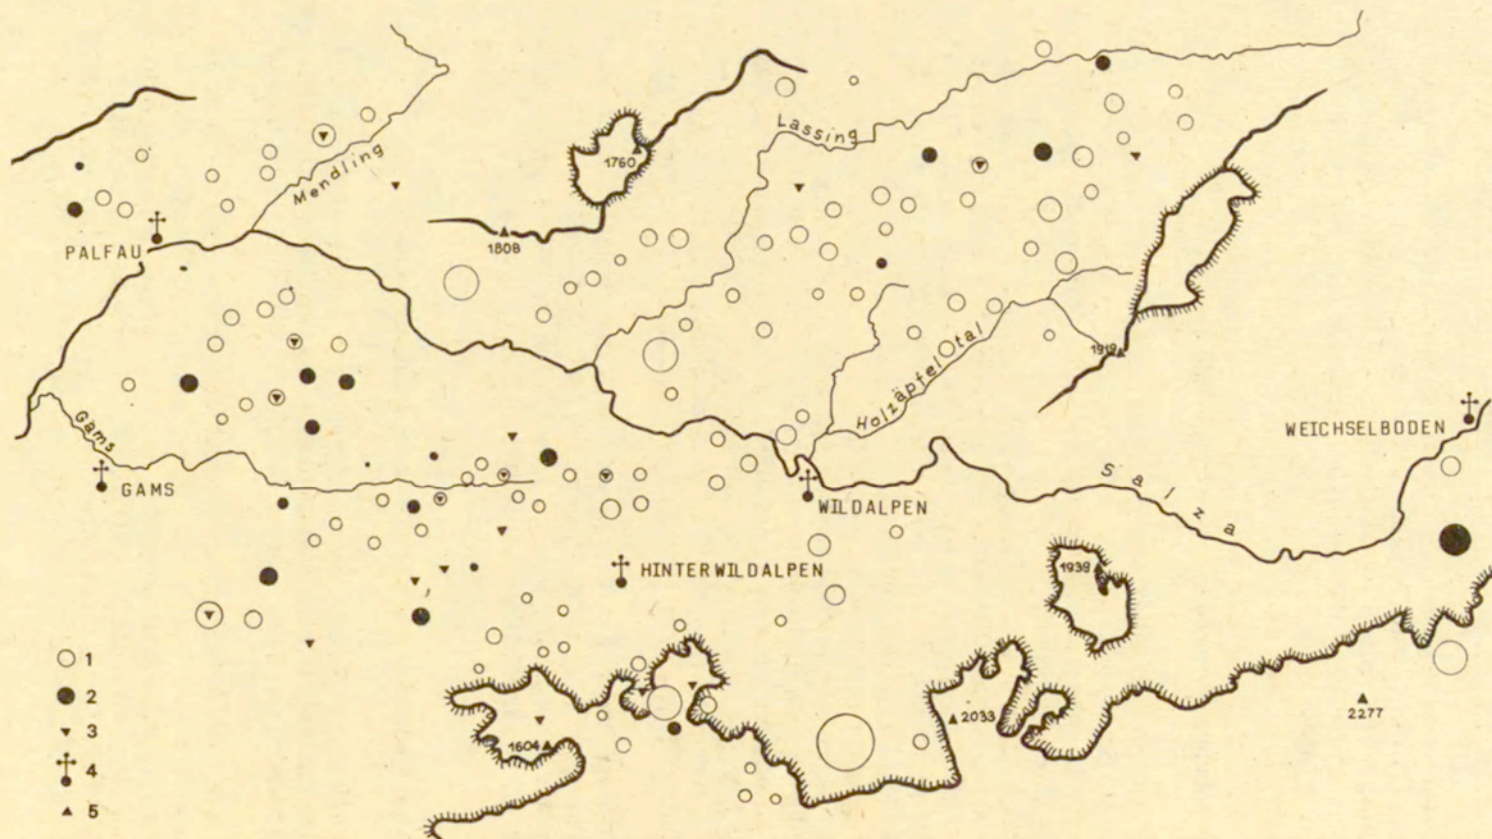 Mendling
1760
Lassing
1808
PALFAU
Holzäpfeltal
1919
Gams
GAMS
WEICHSELBODEN
Salza
WILDALPEN
HINTERWILDALPEN
1938
1
2
3
4
5
1604
2033
2277